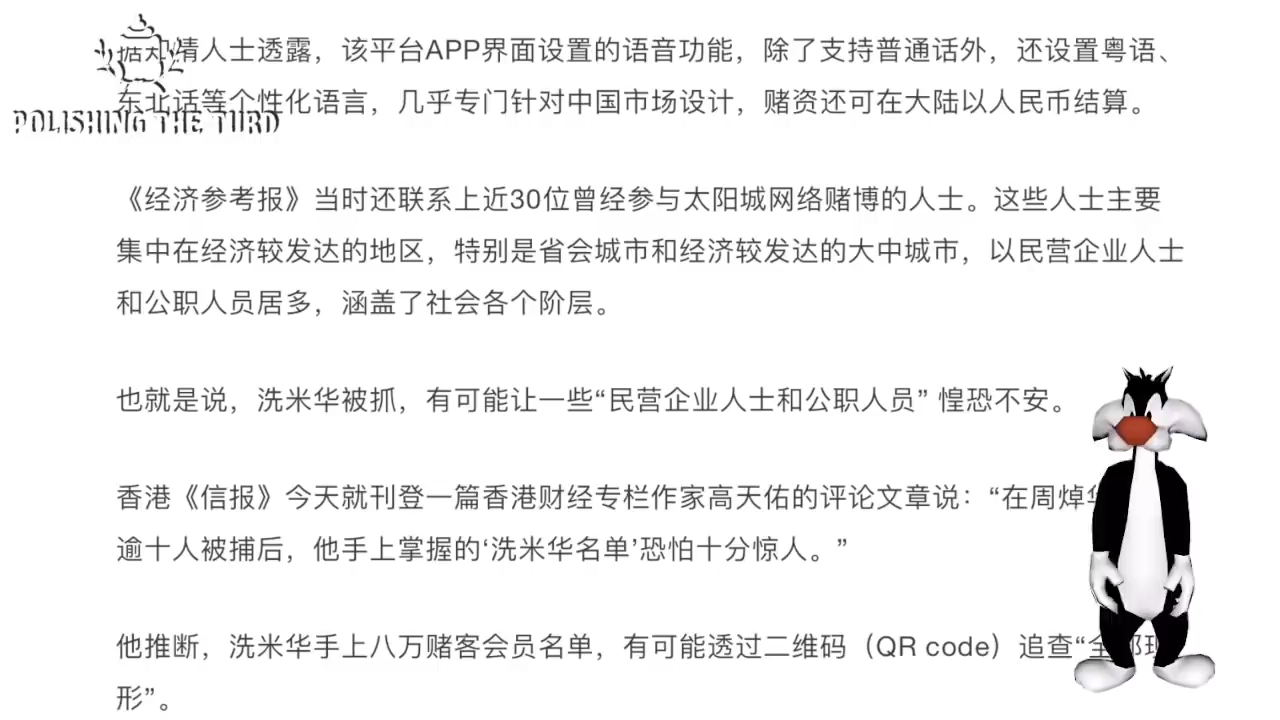 据知情人士透露，该平台APP界面设置的语音功能，除了支持普通话外，还设置粤语、
东北话等个性化语言，几乎专门针对中国市场设计，赌资还可在大陆以人民币结算。
POLISHING THE TURD
《经济参考报》当时还联系上近30位曾经参与太阳城网络赌博的人士。这些人士主要
集中在经济较发达的地区，特别是省会城市和经济较发达的大中城市，以民营企业人士
和公职人员居多，涵盖了社会各个阶层。
也就是说，洗米华被抓，有可能让一些“民营企业人士和公职人员” 惶恐不安。
香港《信报》今天就刊登一篇香港财经专栏作家高天佑的评论文章说：“在周焯华
逾十人被捕后，他手上掌握的‘洗米华名单’恐怕十分惊人。”
他推断，洗米华手上八万赌客会员名单，有可能透过二维码（QR code）追查“全部现
形”。